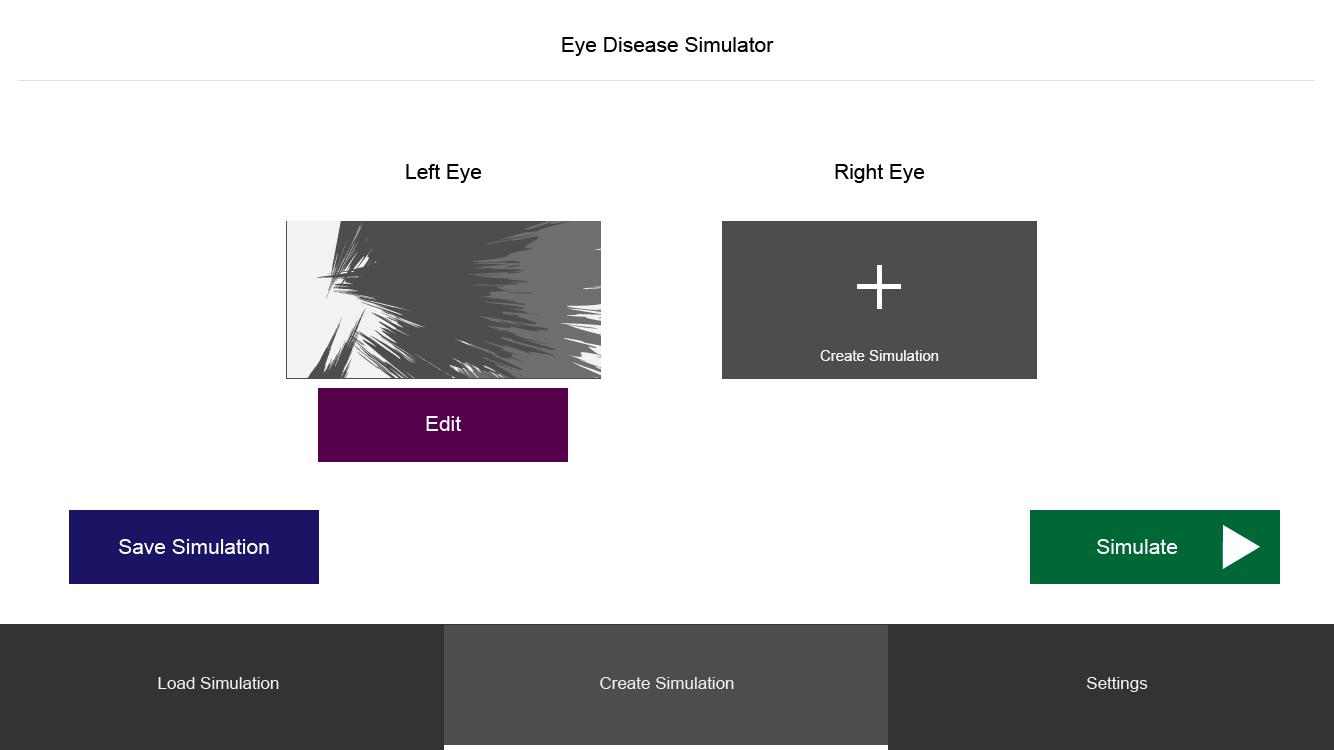 Eye Disease Simulator
Left Eye
Right Eye
Create Simulation
Edit
Save Simulation
Simulate
Load Simulation
Create Simulation
Settings